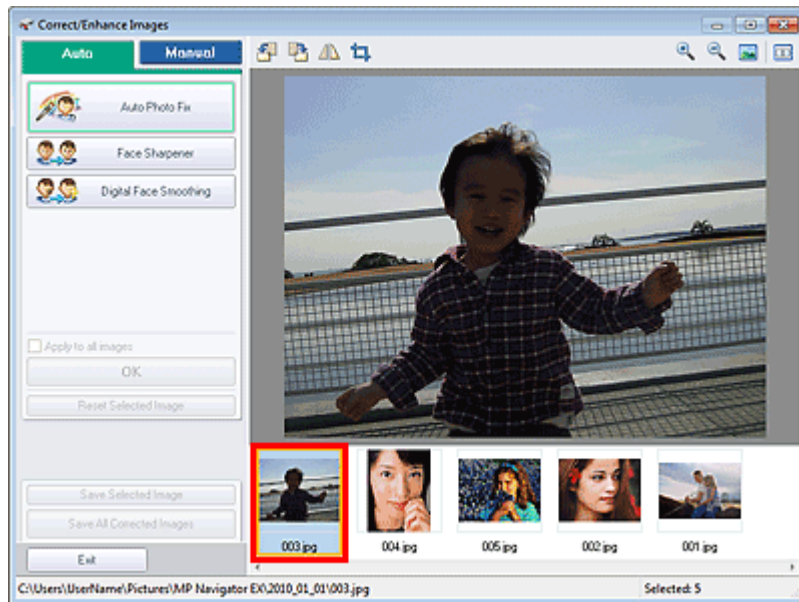 Correct/Enhance Images
Auto
Manual
Auto Photo Fix
Face Sharpener
Digital Face Smoothing
Apply to all images
OK
Reset Selected Image
Save Selected Image
Save All Corrected Images
Exit
003.jpg
004.jpg
005.jpg
002.jpg
001.jpg
C:\Users\UserName\Pictures\MP Navigator EX\2010_01_01\003.jpg
Selected: 5